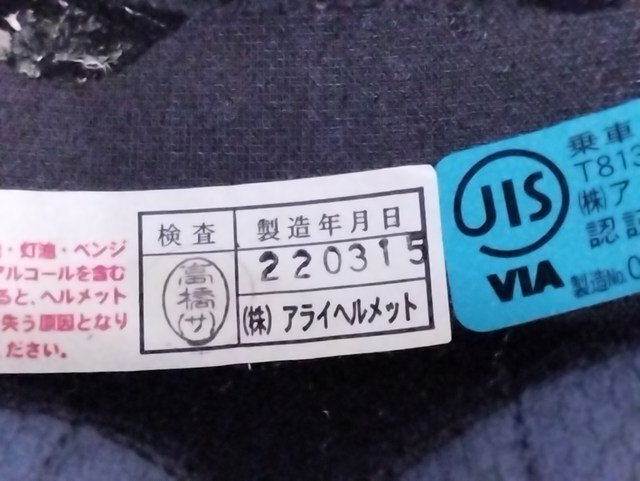 灯油・ベンジ
アルコールを含む
ると、ヘルメット
失う原因となり
ださい。
検査
高橋(サ)
製造年月日
220315
(株) アライヘルメット
JIS
VIA
乗車
T813
(株)ア
認
製造No.0